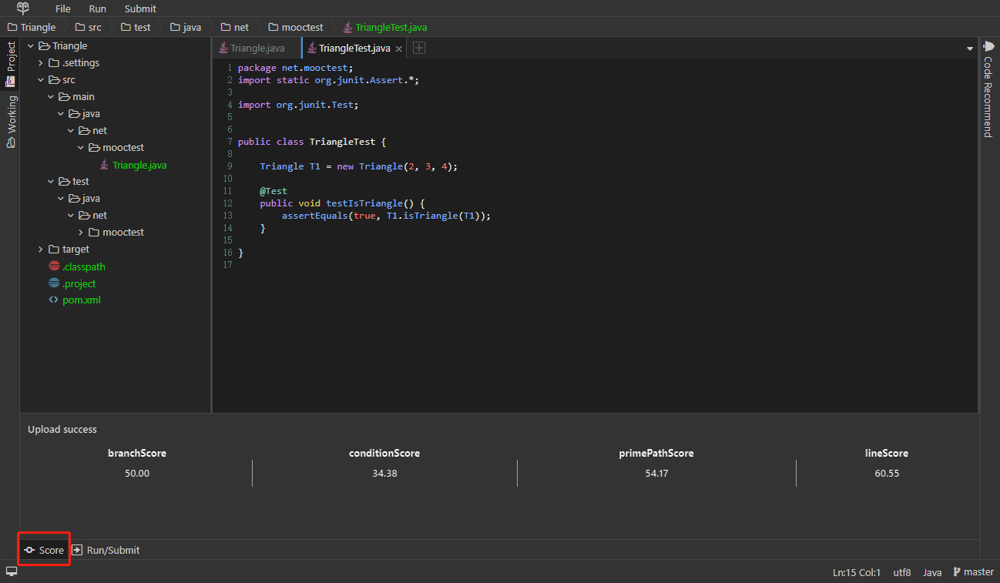 File Run Submit
Triangle src test java net mooctest TriangleTest.java
Project
Working
Triangle
.settings
src
main
java
net
mooctest
Triangle.java
test
java
net
mooctest
target
.classpath
.project
pom.xml
Triangle.java TriangleTest.java ×
1 package net.mooctest;
2 import static org.junit.Assert.*;
3
4 import org.junit.Test;
5
6
7 public class TriangleTest {
8
9 Triangle T1 = new Triangle(2, 3, 4);
10
11 @Test
12 public void testIsTriangle() {
13 assertEquals(true, T1.isTriangle(T1));
14 }
15
16 }
17
Code Recommend
Upload success
branchScore conditionScore primePathScore lineScore
50.00 34.38 54.17 60.55
Score Run/Submit
Ln:15 Col:1 utf8 Java master